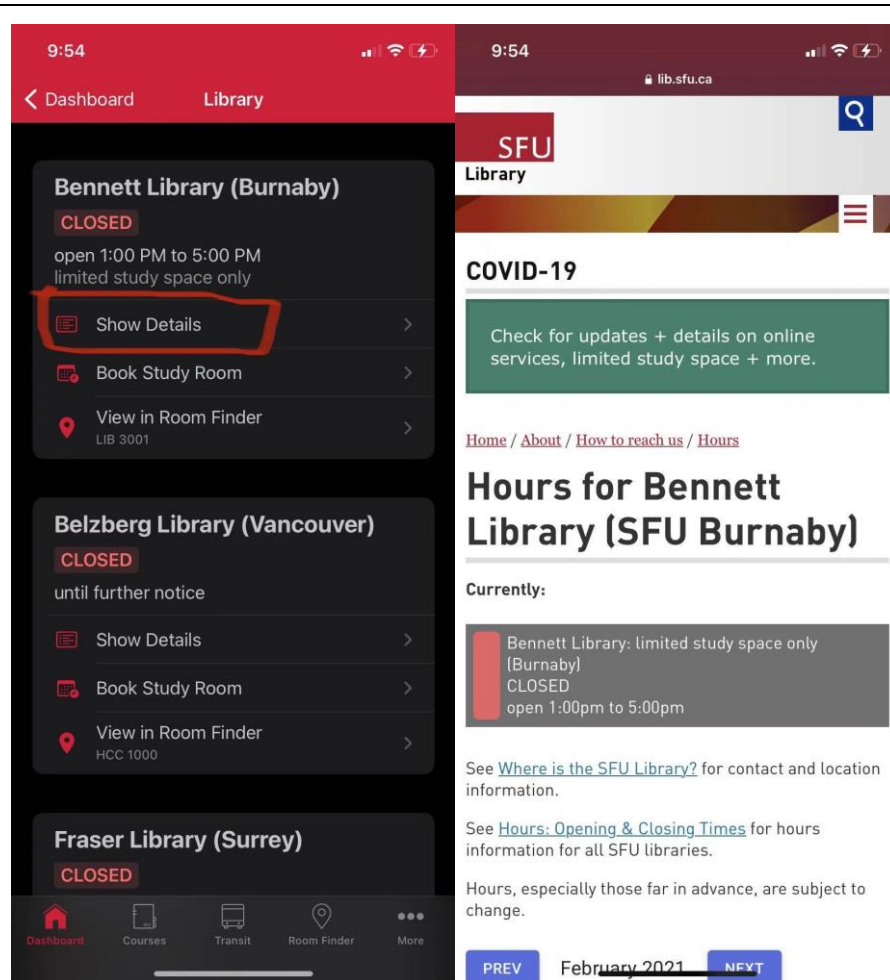 9:54
Dashboard
Library
Bennett Library (Burnaby)
CLOSED
open 1:00 PM to 5:00 PM
limited study space only
Show Details
Book Study Room
View in Room Finder
LIB 3001
Belzberg Library (Vancouver)
CLOSED
until further notice
Show Details
Book Study Room
View in Room Finder
HCC 1000
Fraser Library (Surrey)
CLOSED
Dashboard
Courses
Transit
Room Finder
More
9:54
lib.sfu.ca
SFU
Library
COVID-19
Check for updates + details on online
services, limited study space + more.
Home / About / How to reach us / Hours
Hours for Bennett
Library (SFU Burnaby)
Currently:
Bennett Library: limited study space only
(Burnaby)
CLOSED
open 1:00pm to 5:00pm
See Where is the SFU Library? for contact and location
information.
See Hours: Opening & Closing Times for hours
information for all SFU libraries.
Hours, especially those far in advance, are subject to
change.
PREV
February 2021
NEXT